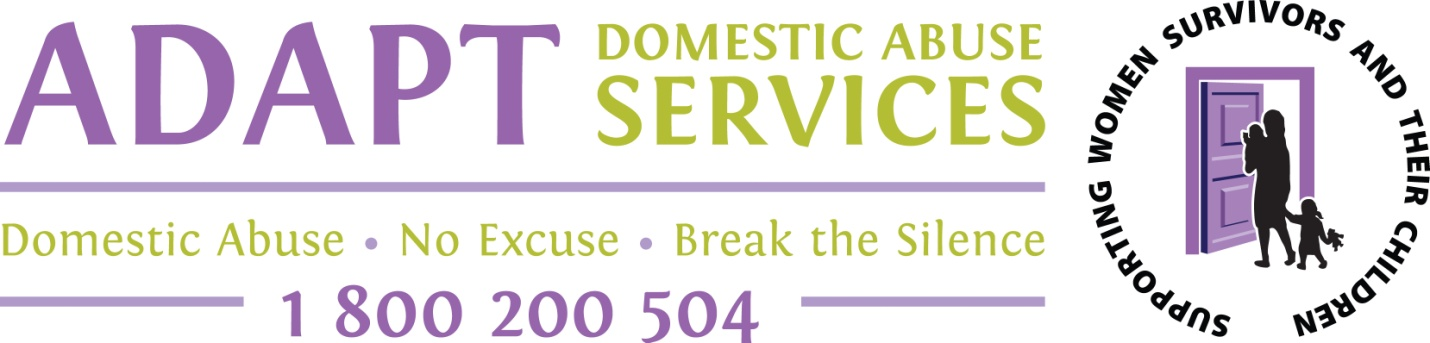 ADAPT
DOMESTIC ABUSE
SERVICES
Domestic Abuse • No Excuse • Break the Silence
1 800 200 504
SUPPORTING WOMEN SURVIVORS AND THEIR CHILDREN